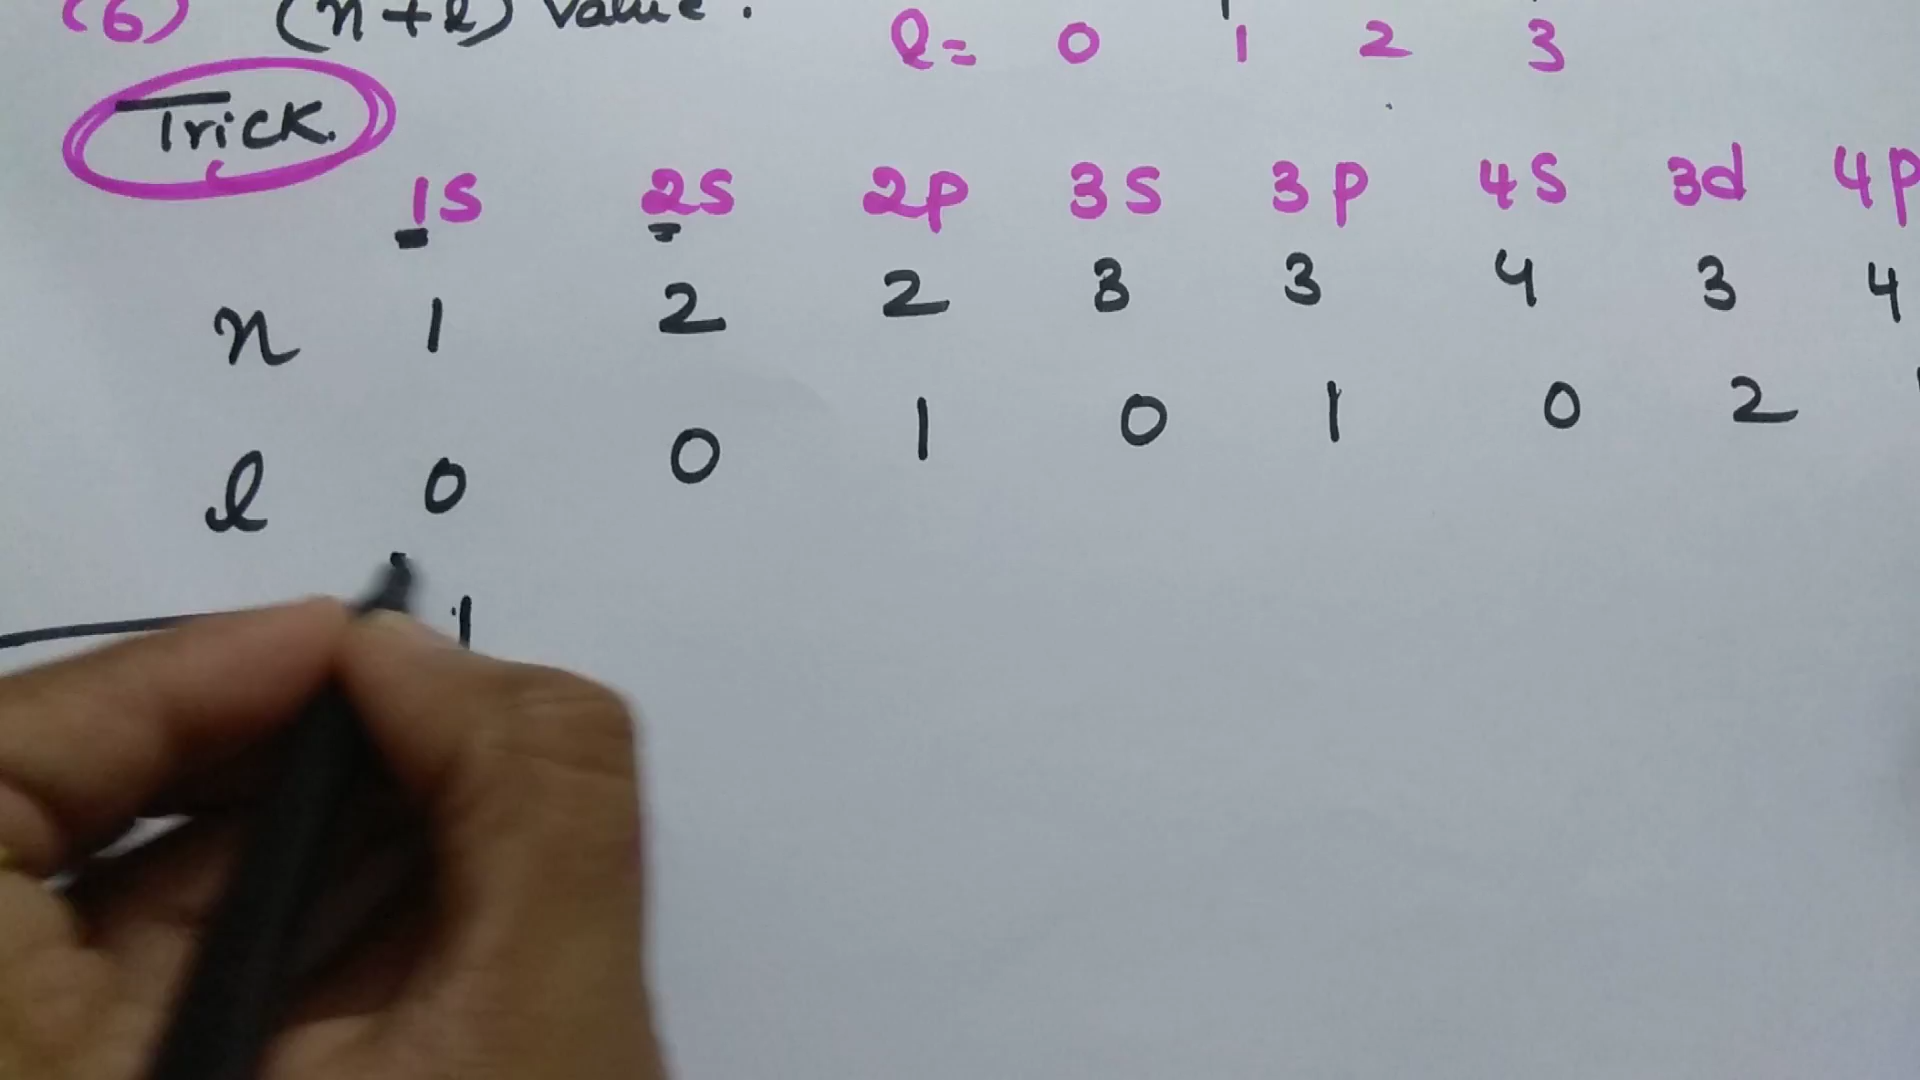 (6) (n+l) value.
l= 0 1 2 3
Trick.
1s 2s 2p 3s 3p 4s 3d 4p
n 1 2 2 3 3 4 3 4
l 0 0 1 0 1 0 2
1